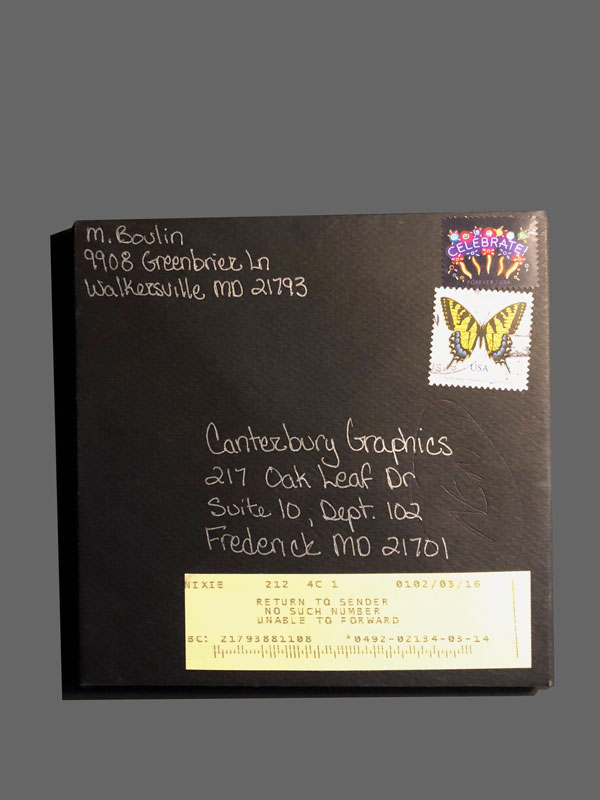 M. Boulin
9908 Greenbrier Ln
Walkersville MD 21793
CELEBRATE!
FOREVER / USA
USA
Canterbury Graphics
217 Oak Leaf Dr
Suite 10, Dept. 102
Frederick MD 21701
NIXIE 212 4C 1 0102/03/16
RETURN TO SENDER
NO SUCH NUMBER
UNABLE TO FORWARD
BC: 21793881108 *0492-02134-03-14